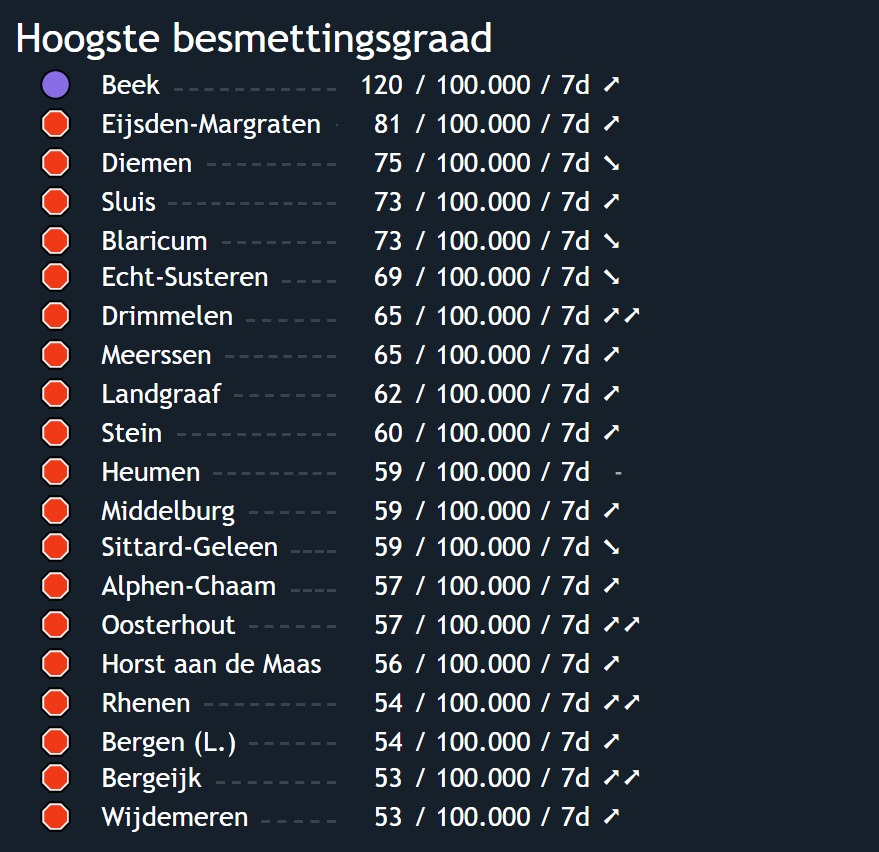 Hoogste besmettingsgraad
Beek 120 / 100.000 / 7d ➚
Eijsden-Margraten 81 / 100.000 / 7d ➚
Diemen 75 / 100.000 / 7d ➘
Sluis 73 / 100.000 / 7d ➚
Blaricum 73 / 100.000 / 7d ➘
Echt-Susteren 69 / 100.000 / 7d ➘
Drimmelen 65 / 100.000 / 7d ➚➚
Meerssen 65 / 100.000 / 7d ➚
Landgraaf 62 / 100.000 / 7d ➚
Stein 60 / 100.000 / 7d ➚
Heumen 59 / 100.000 / 7d -
Middelburg 59 / 100.000 / 7d ➚
Sittard-Geleen 59 / 100.000 / 7d ➘
Alphen-Chaam 57 / 100.000 / 7d ➚
Oosterhout 57 / 100.000 / 7d ➚➚
Horst aan de Maas 56 / 100.000 / 7d ➚
Rhenen 54 / 100.000 / 7d ➚➚
Bergen (L.) 54 / 100.000 / 7d ➚
Bergeijk 53 / 100.000 / 7d ➚➚
Wijdemeren 53 / 100.000 / 7d ➚